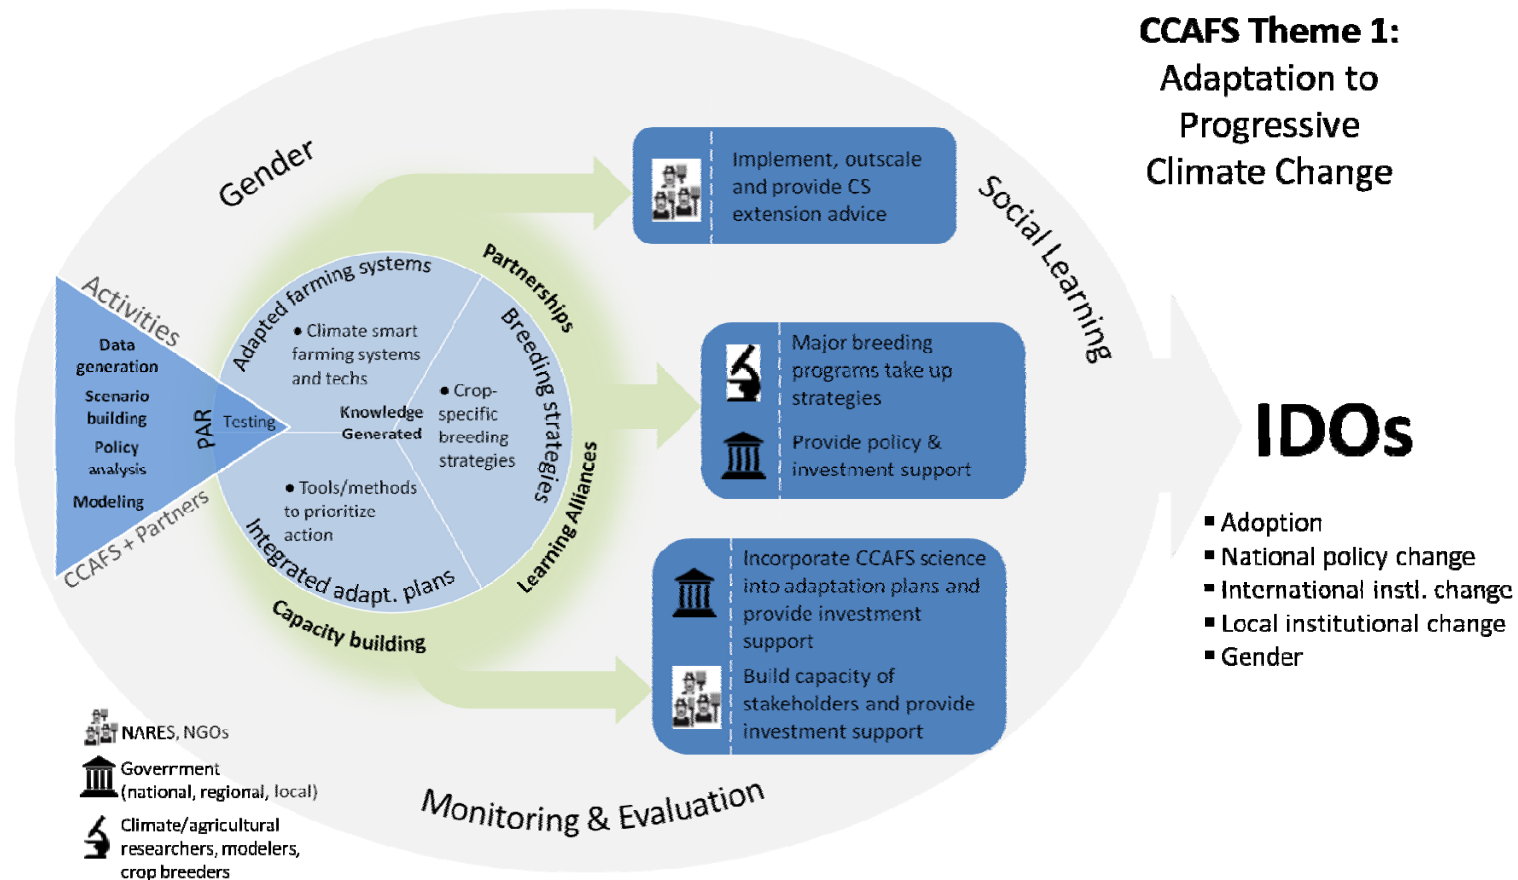 CCAFS Theme 1:
Adaptation to
Progressive
Climate Change
Gender
Social Learning
Monitoring & Evaluation
Activities
CCAFS + Partners
Data
generation
Scenario
building
Policy
analysis
Modeling
PAR
Testing
Adapted farming systems
• Climate smart
farming systems
and techs
Knowledge
Generated
Breeding strategies
• Crop-
specific
breeding
strategies
• Tools/methods
to prioritize
action
Integrated adapt. plans
Partnerships
Learning Alliances
Capacity building
Implement, outscale
and provide CS
extension advice
Major breeding
programs take up
strategies
Provide policy &
investment support
Incorporate CCAFS science
into adaptation plans and
provide investment
support
Build capacity of
stakeholders and provide
investment support
IDOs
▪ Adoption
▪ National policy change
▪ International instl. change
▪ Local institutional change
▪ Gender
NARES, NGOs
Government
(national, regional, local)
Climate/agricultural
researchers, modelers,
crop breeders